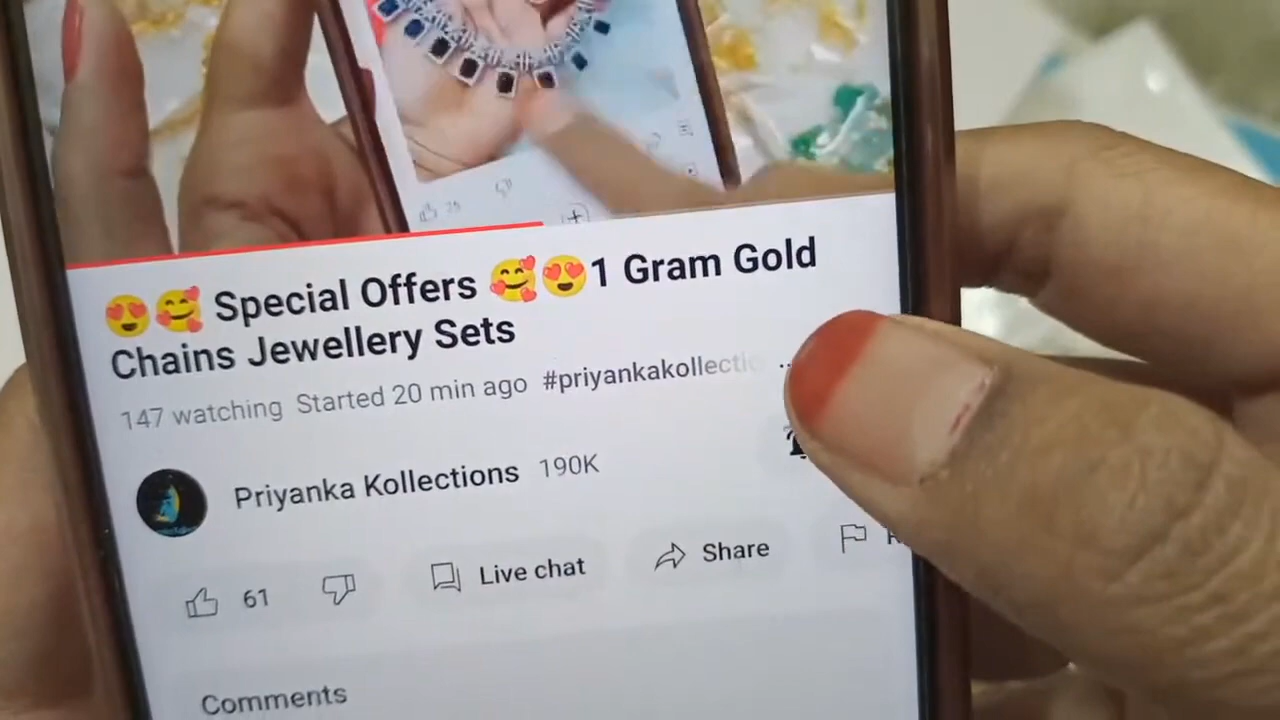 25
😍🥰 Special Offers 🥰😍1 Gram Gold
Chains Jewellery Sets
147 watching Started 20 min ago #priyankakollectio ...
Priyanka Kollections 190K
61 Live chat Share
Comments